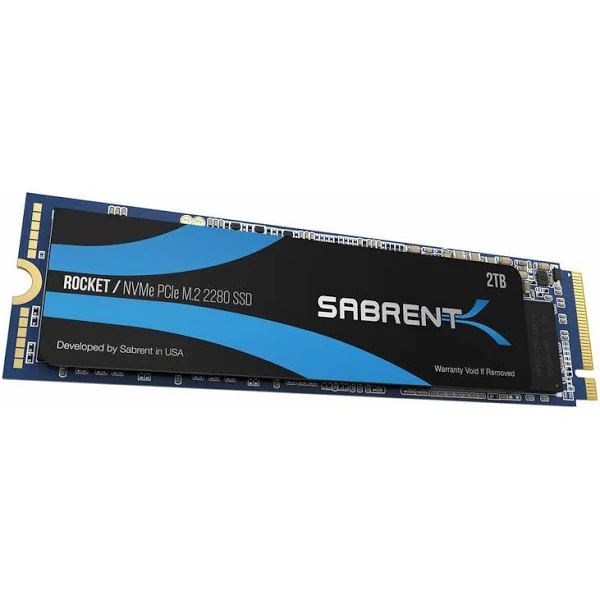 ROCKET / NVMe PCIe M.2 2280 SSD
2TB
SABRENT
Developed by Sabrent in USA
Warranty Void If Removed